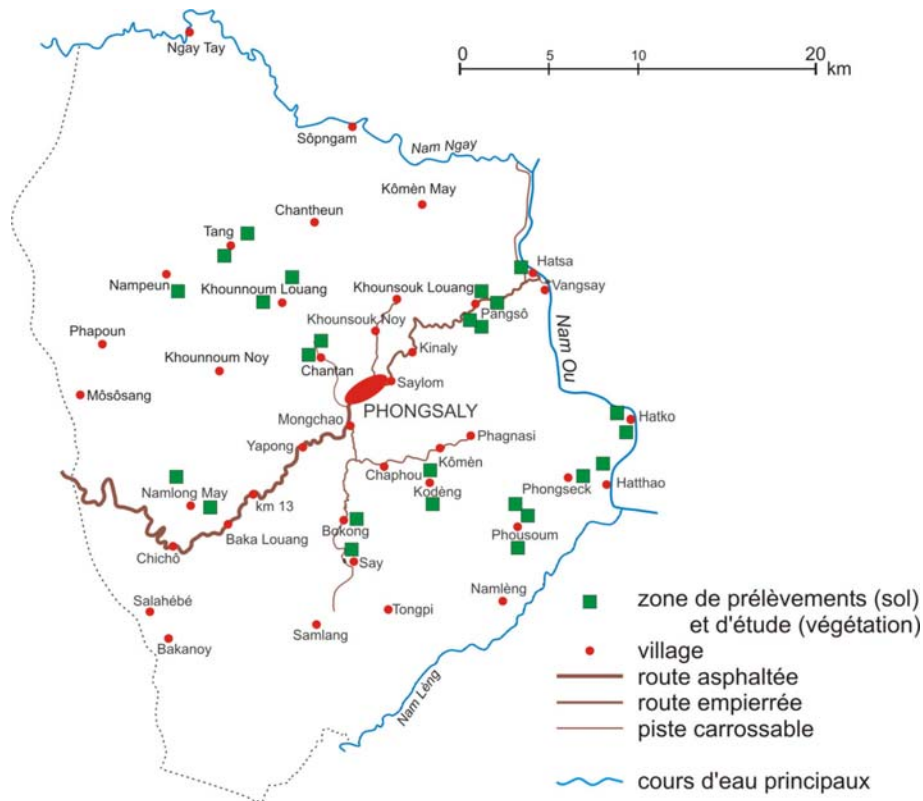 Ngay Tay
0
5
10
20
km
Sôpngam
Nam Ngay
Kômèn May
Chantheun
Tang
Hatsa
Nampeun
Khounnoum Louang
Khounsouk Louang
Vangsay
Pangsô
Khounsouk Noy
Nam Ou
Phapoun
Kinaly
Khounnoum Noy
Chantan
Saylom
Môsôsang
PHONGSALY
Mongchao
Hatko
Phagnasi
Yapong
Kômèn
Chaphou
Namlong May
Kodèng
Phongseck
Hatthao
km 13
Bokong
Baka Louang
Phousoum
Chichô
Say
Namlèng
Salahébé
Tongpi
Samlang
Bakanoy
Nam Lèng
zone de prélèvements (sol)
et d'étude (végétation)
village
route asphaltée
route empierrée
piste carrossable
cours d'eau principaux